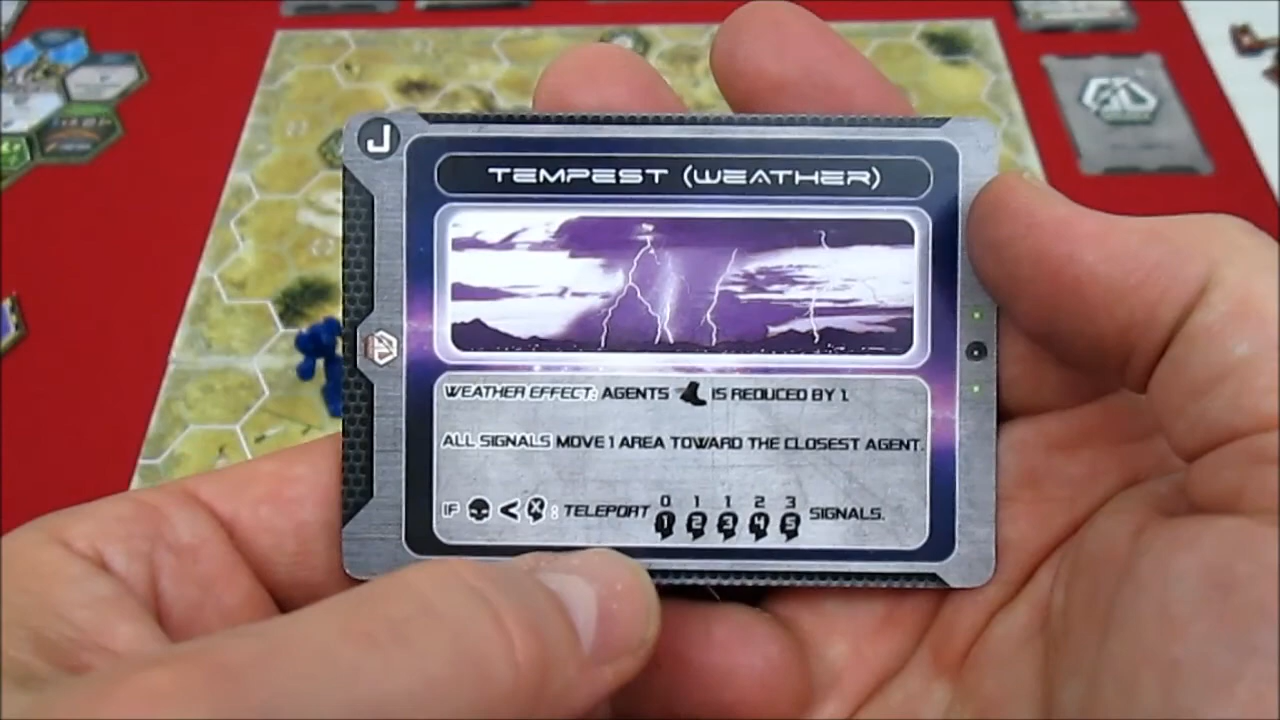 J
TEMPEST (WEATHER)
WEATHER EFFECT: AGENTS IS REDUCED BY 1.
ALL SIGNALS MOVE 1 AREA TOWARD THE CLOSEST AGENT.
0 1 1 2 3
IF < X : TELEPORT 1 2 3 4 5 SIGNALS.